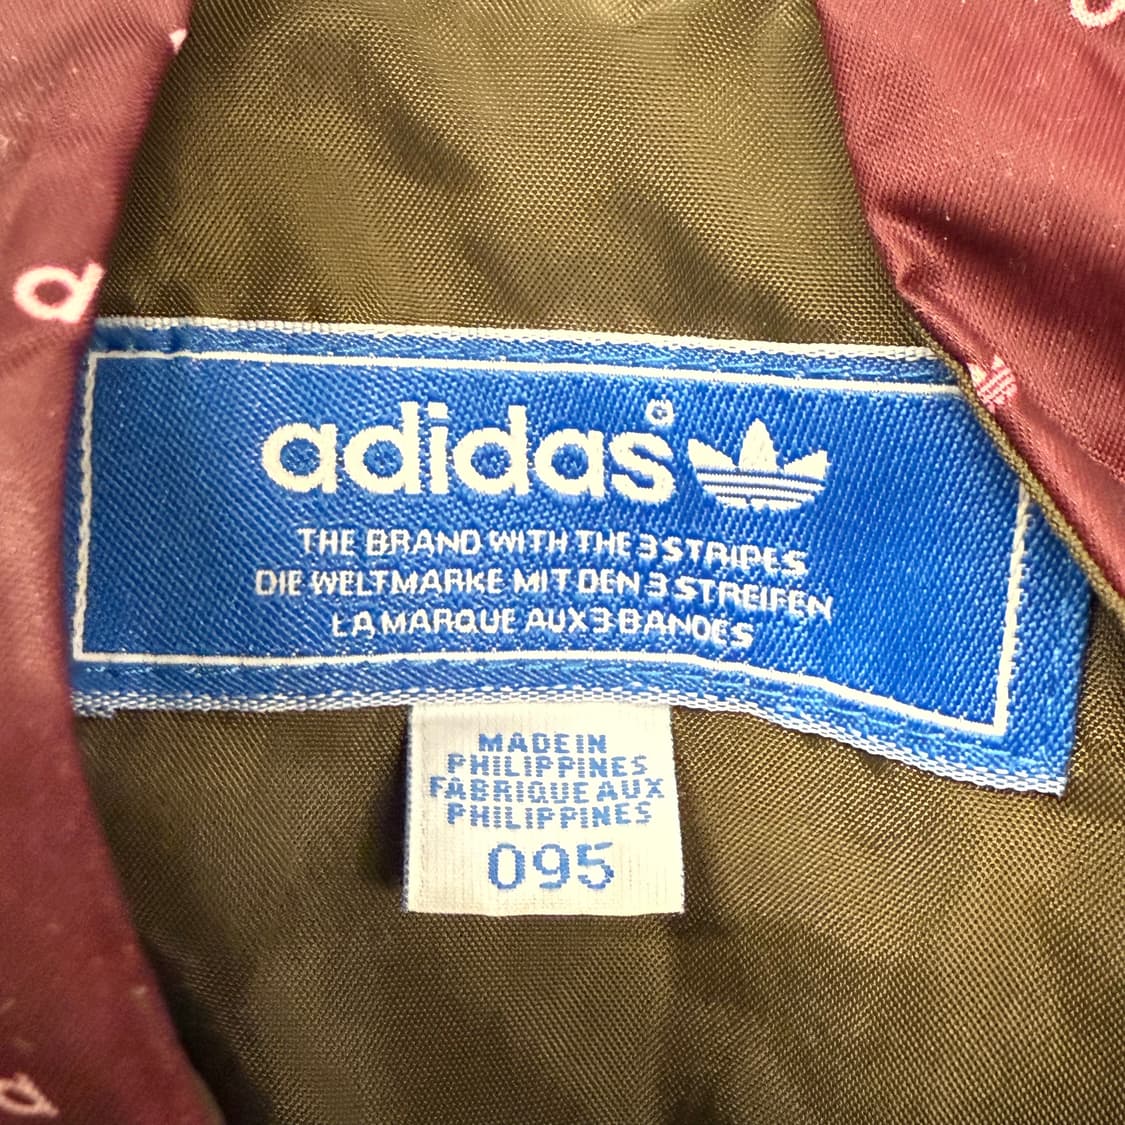 adidas
THE BRAND WITH THE 3 STRIPES
DIE WELTMARKE MIT DEN 3 STREIFEN
LA MARQUE AUX 3 BANDES
MADE IN
PHILIPPINES
FABRIQUE AUX
PHILIPPINES
095